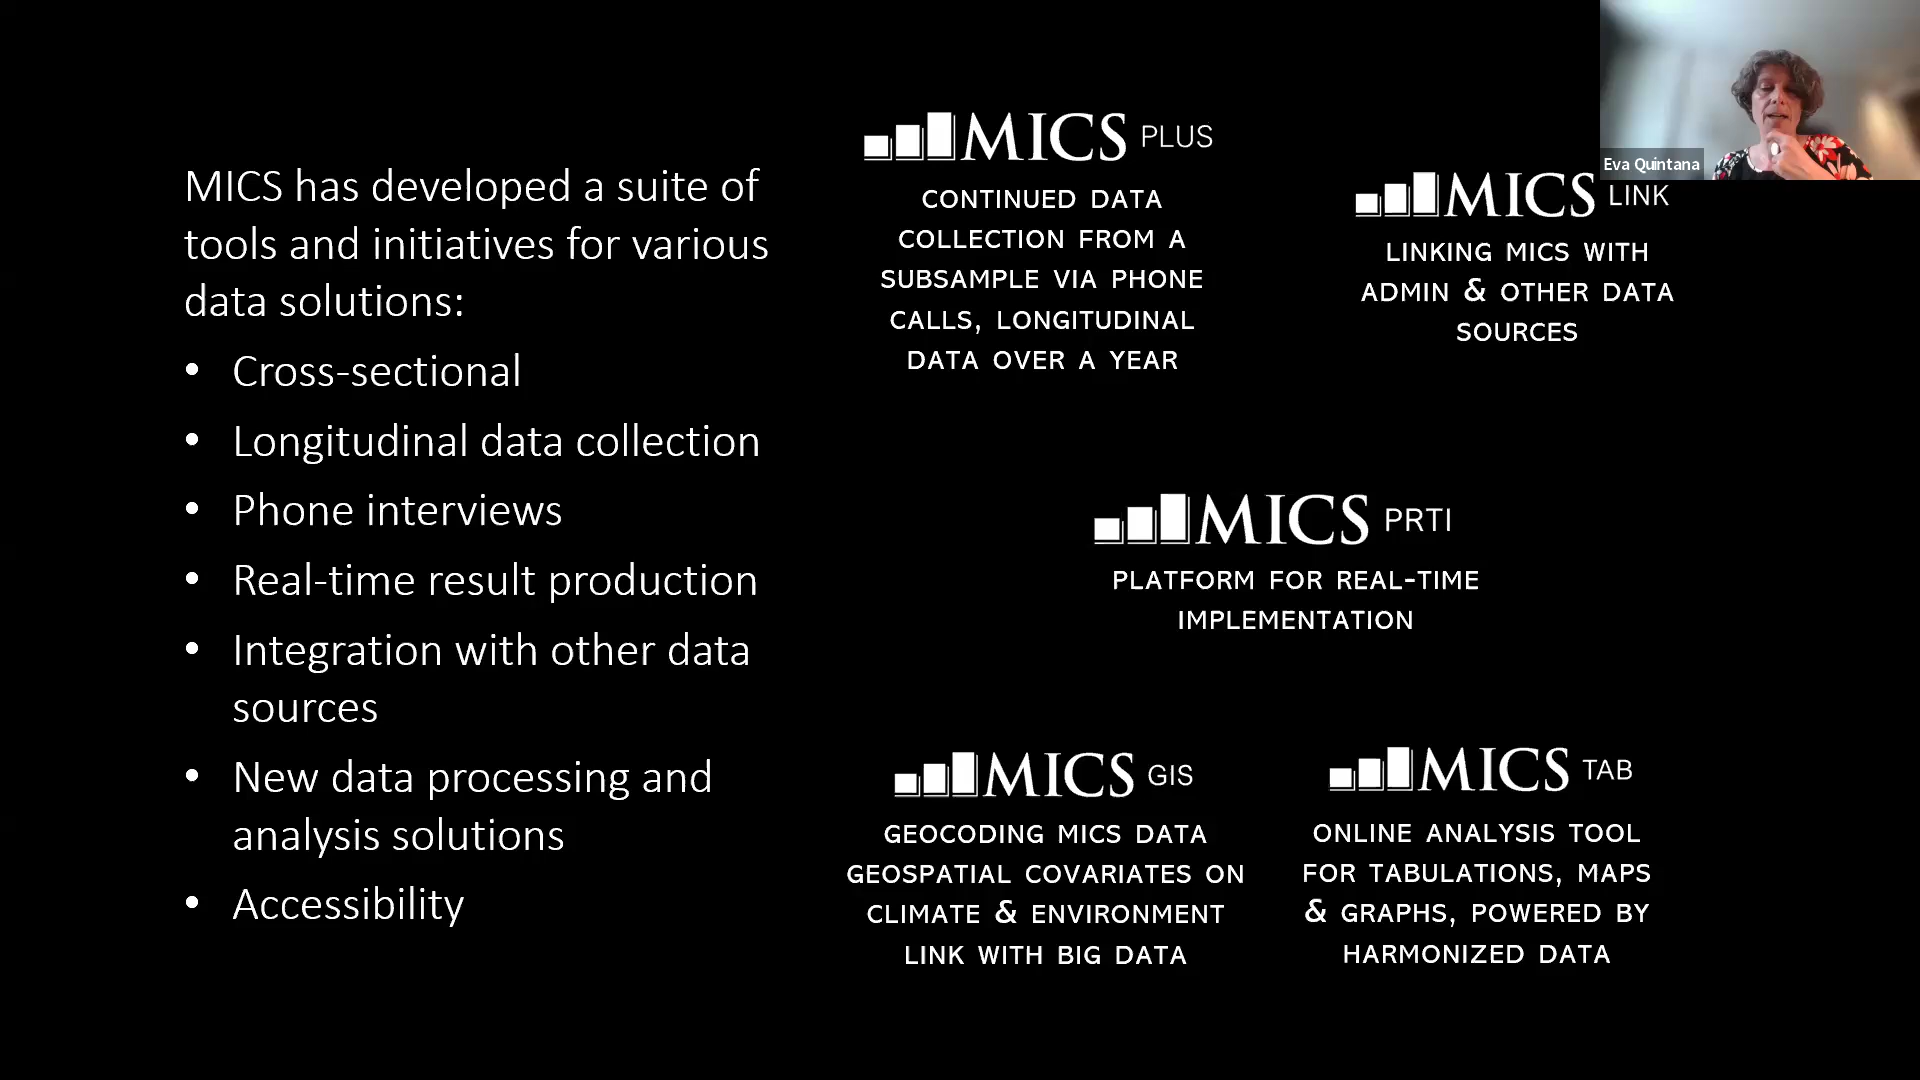 MICS has developed a suite of
tools and initiatives for various
data solutions:
• Cross-sectional
• Longitudinal data collection
• Phone interviews
• Real-time result production
• Integration with other data
sources
• New data processing and
analysis solutions
• Accessibility
MICS PLUS
CONTINUED DATA
COLLECTION FROM A
SUBSAMPLE VIA PHONE
CALLS, LONGITUDINAL
DATA OVER A YEAR
Eva Quintana
MICS LINK
LINKING MICS WITH
ADMIN & OTHER DATA
SOURCES
MICS PRTI
PLATFORM FOR REAL-TIME
IMPLEMENTATION
MICS GIS
GEOCODING MICS DATA
GEOSPATIAL COVARIATES ON
CLIMATE & ENVIRONMENT
LINK WITH BIG DATA
MICS TAB
ONLINE ANALYSIS TOOL
FOR TABULATIONS, MAPS
& GRAPHS, POWERED BY
HARMONIZED DATA